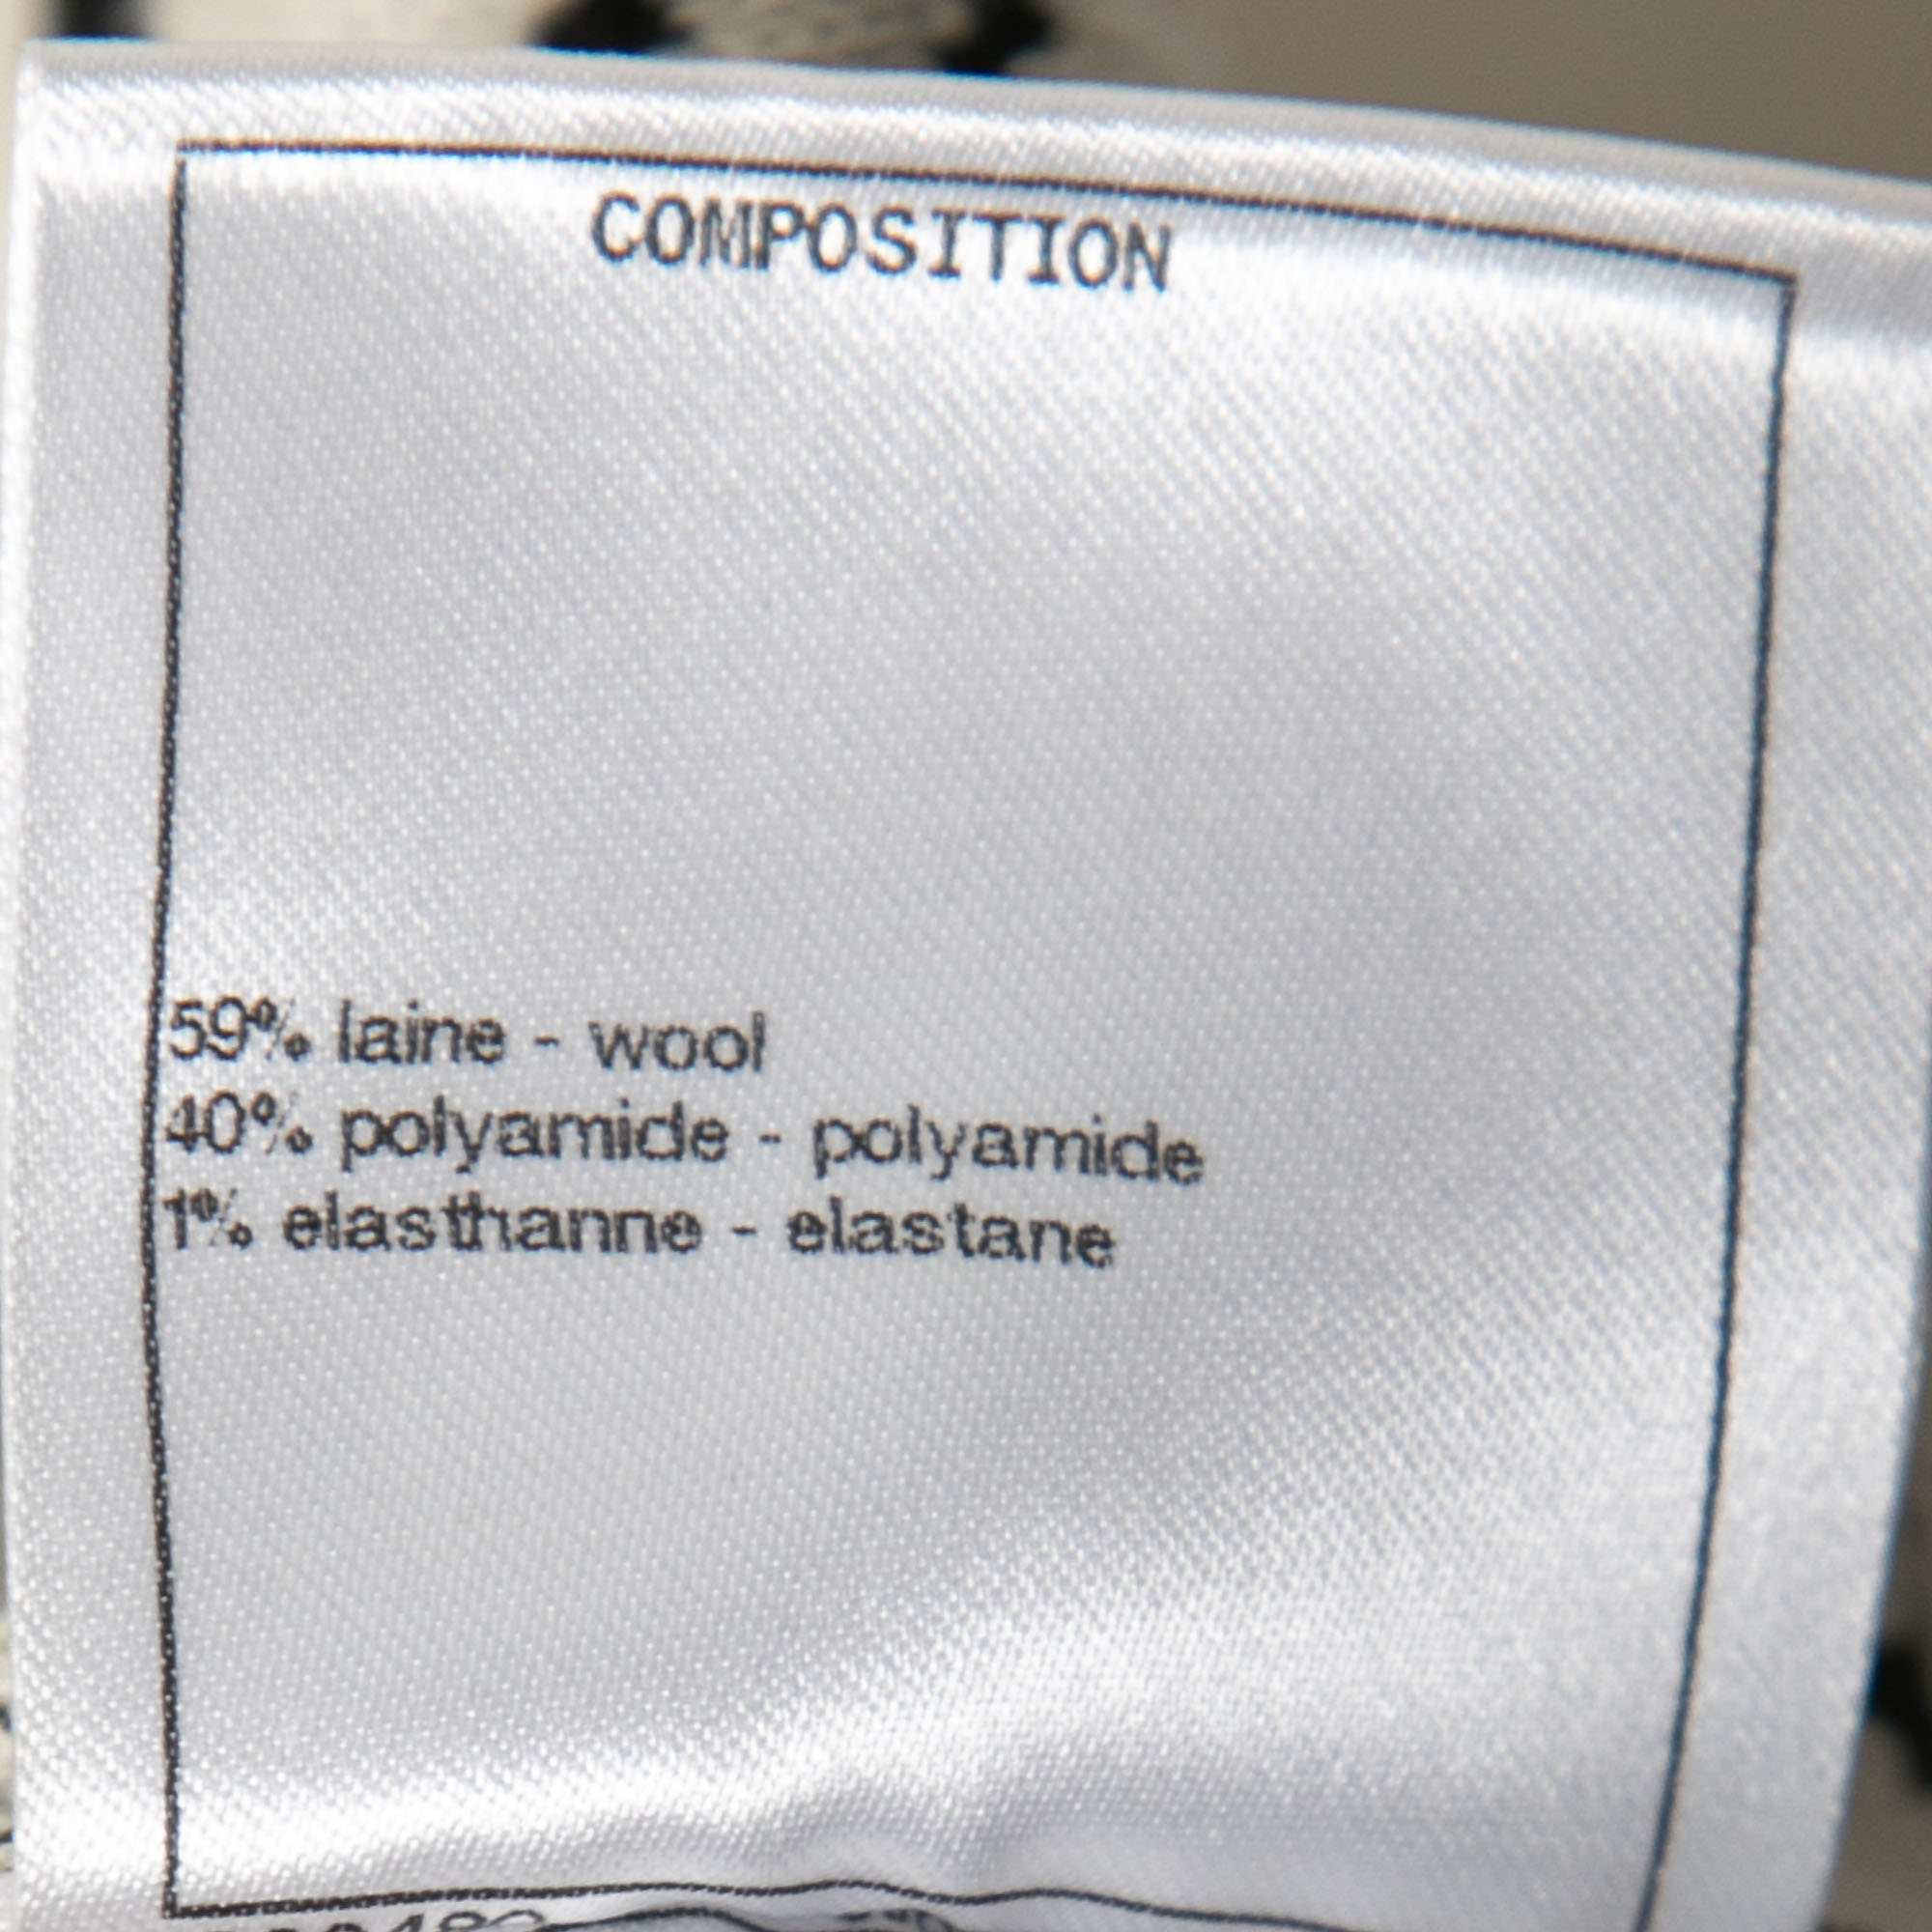 COMPOSITION
59% laine - wool
40% polyamide - polyamide
1% elasthanne - elastane